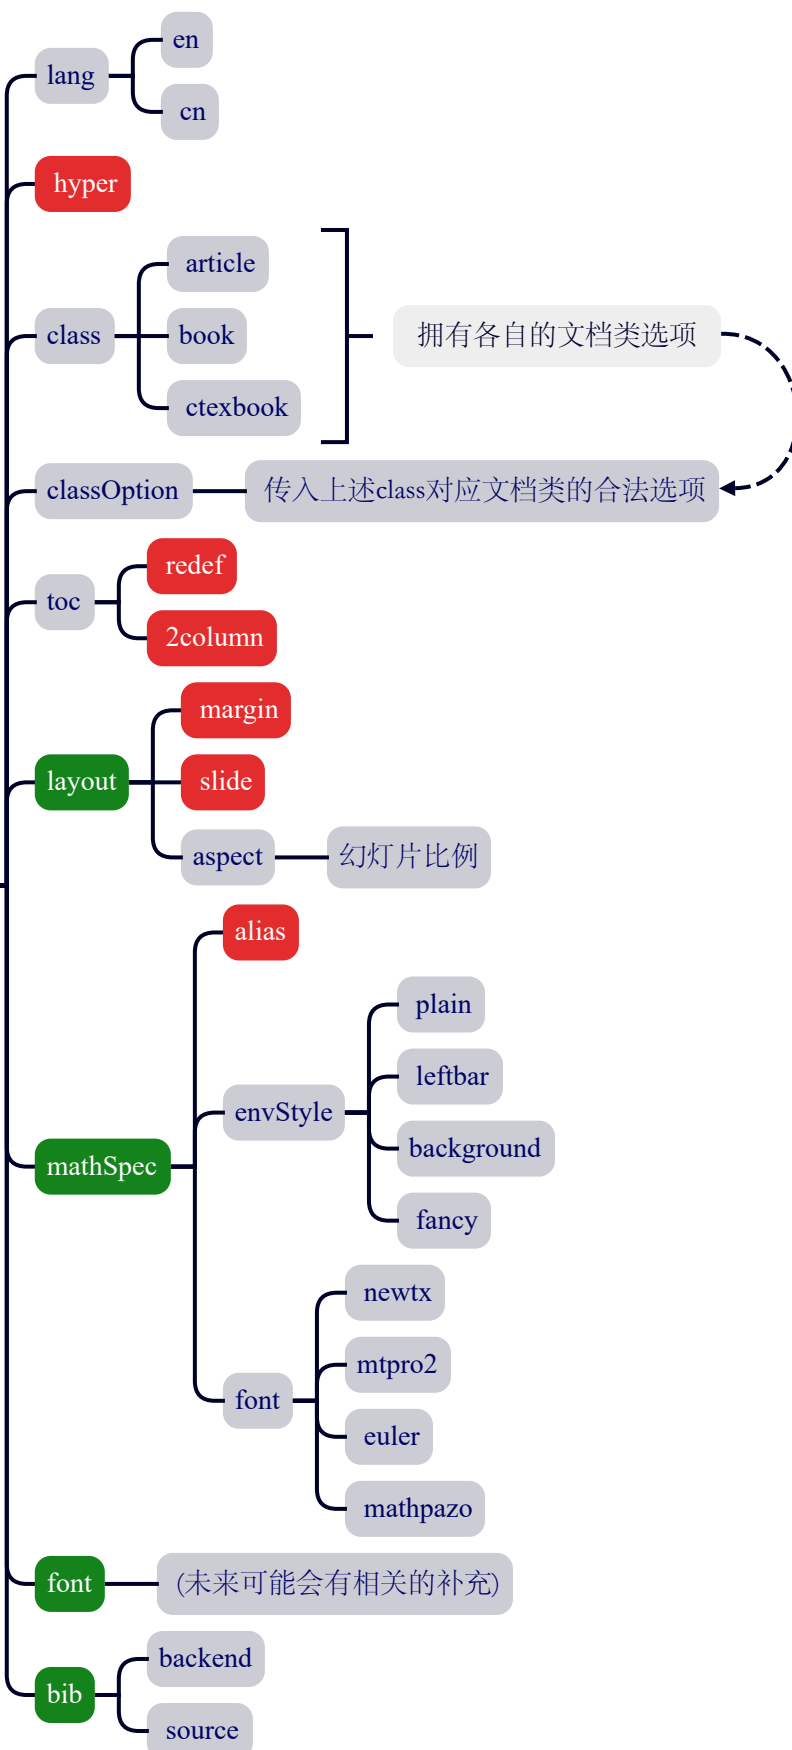 lang
en
cn
hyper
class
article
book
ctexbook
拥有各自的文档类选项
classOption
传入上述class对应文档类的合法选项
toc
redef
2column
layout
margin
slide
aspect
幻灯片比例
mathSpec
alias
envStyle
plain
leftbar
background
fancy
font
newtx
mtpro2
euler
mathpazo
font
(未来可能会有相关的补充)
bib
backend
source